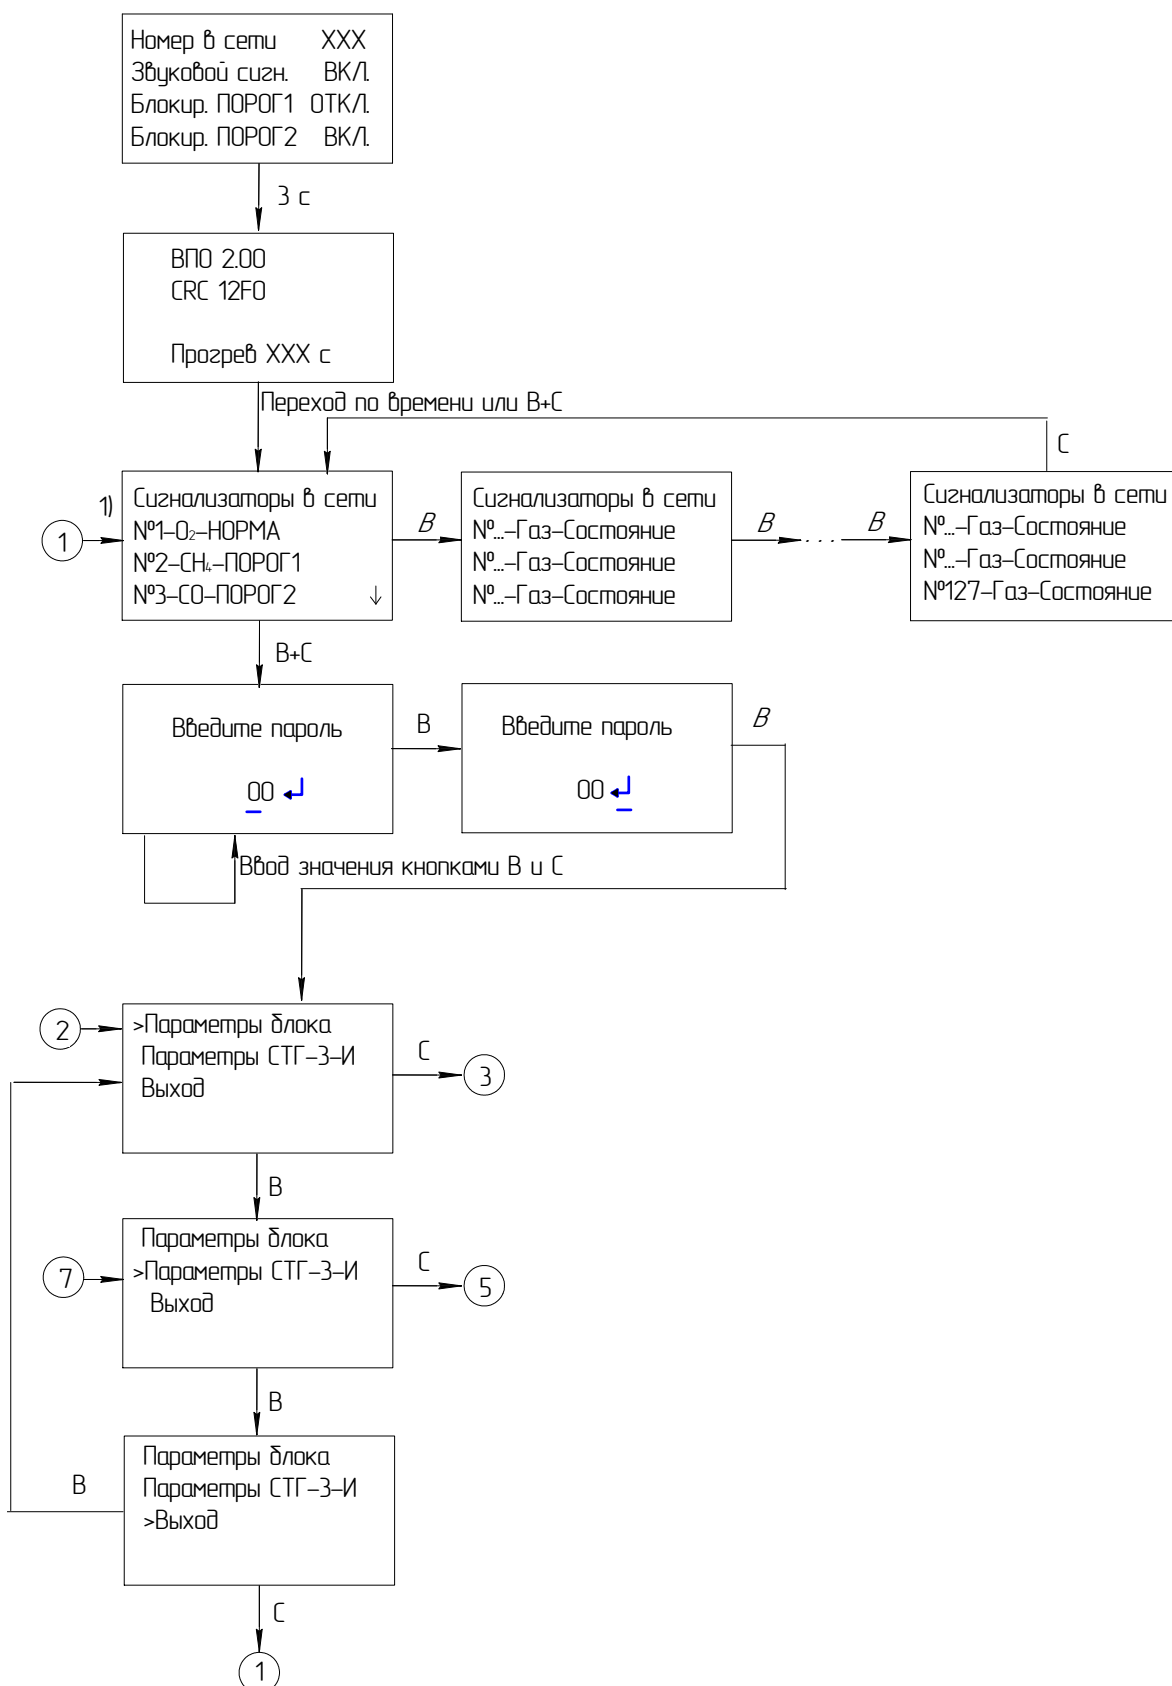 Номер в сети XXX
Звуковой сигн. ВКЛ.
Блокир. ПОРОГ1 ОТКЛ.
Блокир. ПОРОГ2 ВКЛ.
3 с
ВПО 2.00
CRC 12F0
Прогрев XXX с
Переход по времени или В+С
С
1)
1
Сигнализаторы в сети
№1-O₂-НОРМА
№2-CH₄-ПОРОГ1
№3-CO-ПОРОГ2 ↓
В
Сигнализаторы в сети
№...-Газ-Состояние
№...-Газ-Состояние
№...-Газ-Состояние
В
. . .
В
Сигнализаторы в сети
№...-Газ-Состояние
№...-Газ-Состояние
№127-Газ-Состояние
В+С
Введите пароль
00 ↵
В
Введите пароль
00 ↵
В
Ввод значения кнопками В и С
2
>Параметры блока
Параметры СТГ-3-И
Выход
С
3
В
7
Параметры блока
>Параметры СТГ-3-И
Выход
С
5
В
Параметры блока
Параметры СТГ-3-И
>Выход
В
С
1